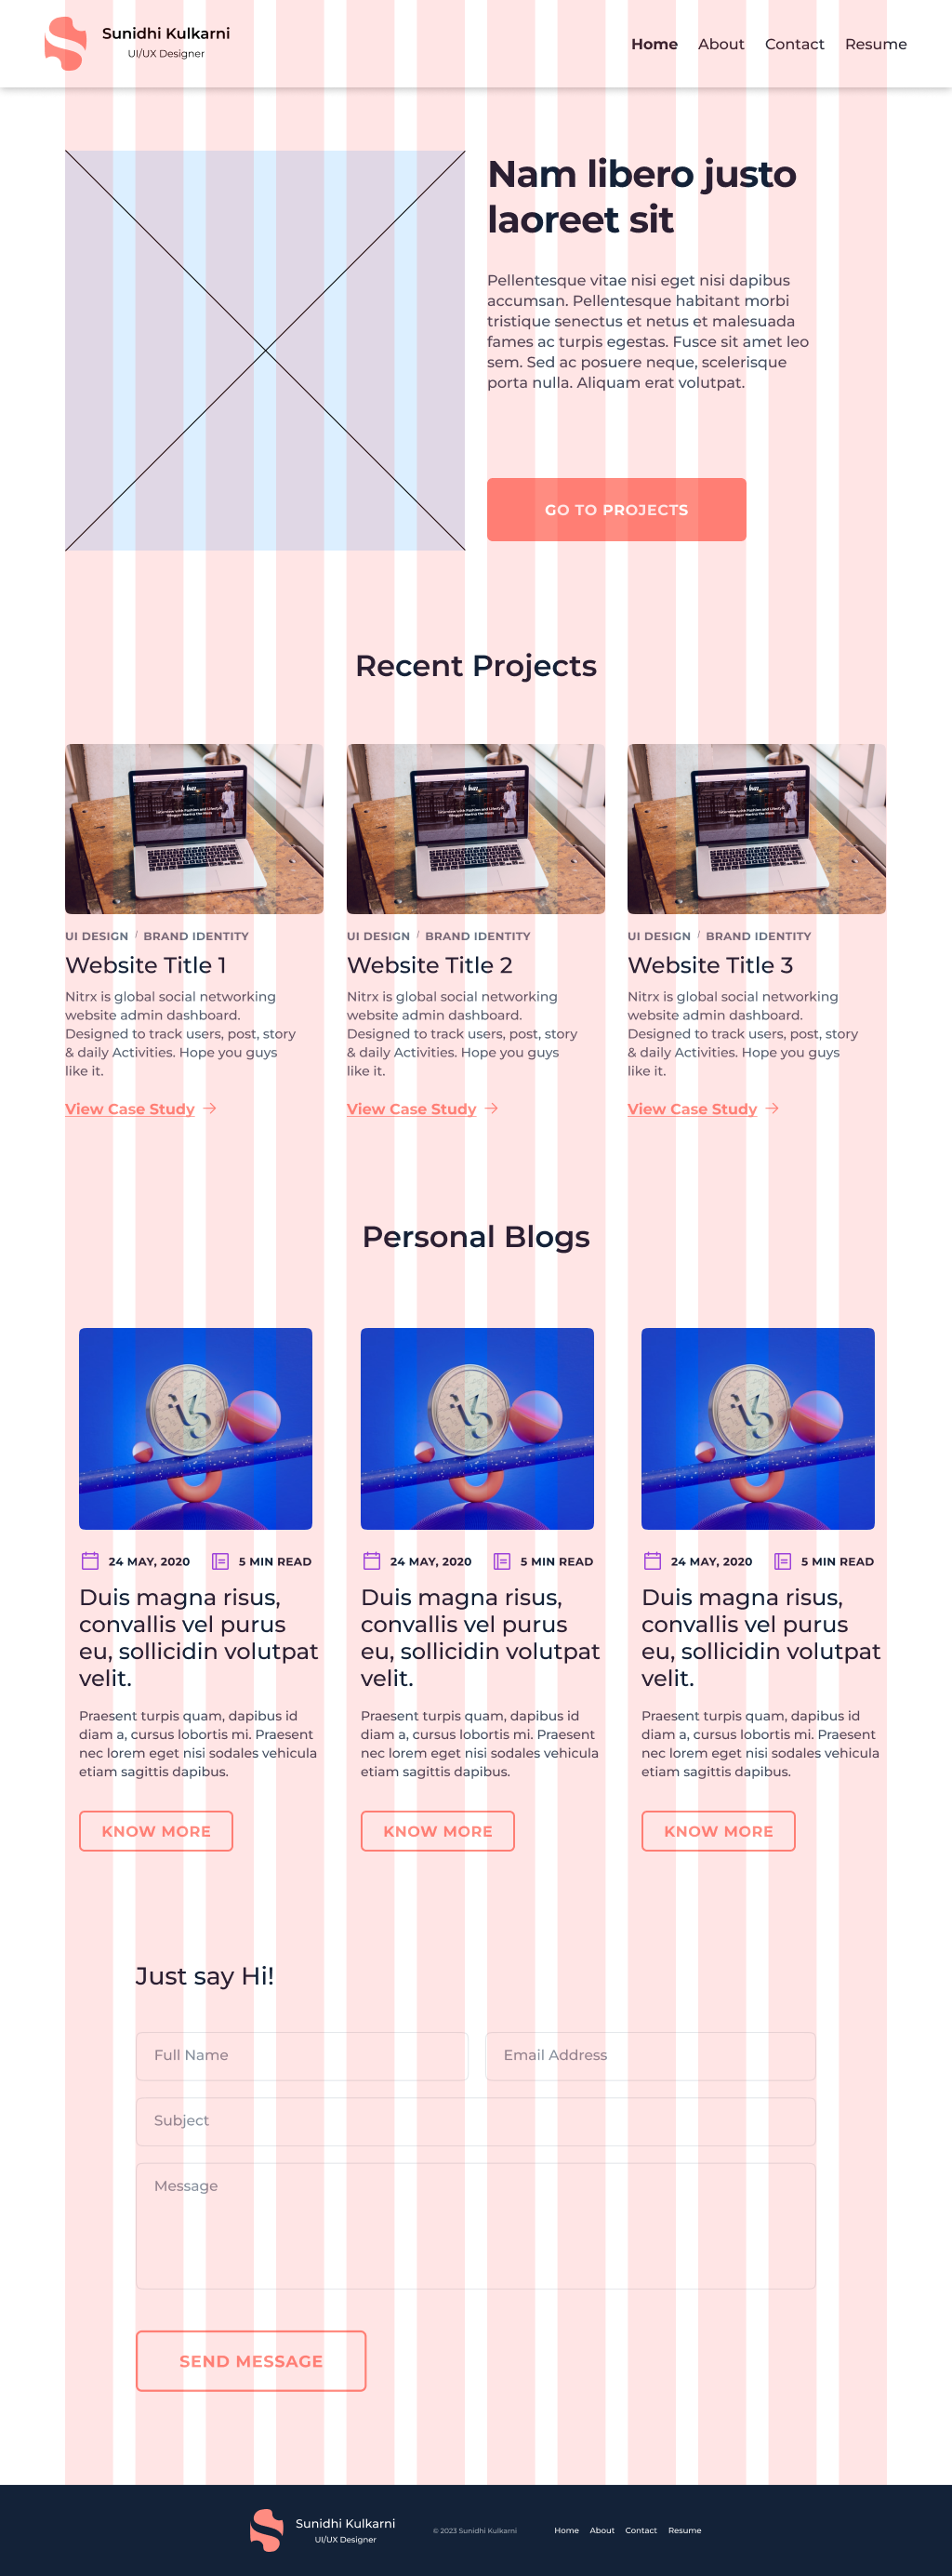 Sunidhi Kulkarni
UI/UX Designer
Home About Contact Resume
Nam libero justo
laoreet sit
Pellentesque vitae nisi eget nisi dapibus
accumsan. Pellentesque habitant morbi
tristique senectus et netus et malesuada
fames ac turpis egestas. Fusce sit amet leo
sem. Sed ac posuere neque, scelerisque
porta nulla. Aliquam erat volutpat.
GO TO PROJECTS
Recent Projects
UI DESIGN / BRAND IDENTITY
Website Title 1
Nitrx is global social networking
website admin dashboard.
Designed to track users, post, story
& daily Activities. Hope you guys
like it.
View Case Study
UI DESIGN / BRAND IDENTITY
Website Title 2
Nitrx is global social networking
website admin dashboard.
Designed to track users, post, story
& daily Activities. Hope you guys
like it.
View Case Study
UI DESIGN / BRAND IDENTITY
Website Title 3
Nitrx is global social networking
website admin dashboard.
Designed to track users, post, story
& daily Activities. Hope you guys
like it.
View Case Study
Personal Blogs
24 MAY, 2020 5 MIN READ
Duis magna risus,
convallis vel purus
eu, sollicidin volutpat
velit.
Praesent turpis quam, dapibus id
diam a, cursus lobortis mi. Praesent
nec lorem eget nisi sodales vehicula
etiam sagittis dapibus.
KNOW MORE
24 MAY, 2020 5 MIN READ
Duis magna risus,
convallis vel purus
eu, sollicidin volutpat
velit.
Praesent turpis quam, dapibus id
diam a, cursus lobortis mi. Praesent
nec lorem eget nisi sodales vehicula
etiam sagittis dapibus.
KNOW MORE
24 MAY, 2020 5 MIN READ
Duis magna risus,
convallis vel purus
eu, sollicidin volutpat
velit.
Praesent turpis quam, dapibus id
diam a, cursus lobortis mi. Praesent
nec lorem eget nisi sodales vehicula
etiam sagittis dapibus.
KNOW MORE
Just say Hi!
Full Name
Email Address
Subject
Message
SEND MESSAGE
Sunidhi Kulkarni
UI/UX Designer
© 2023 Sunidhi Kulkarni
Home About Contact Resume